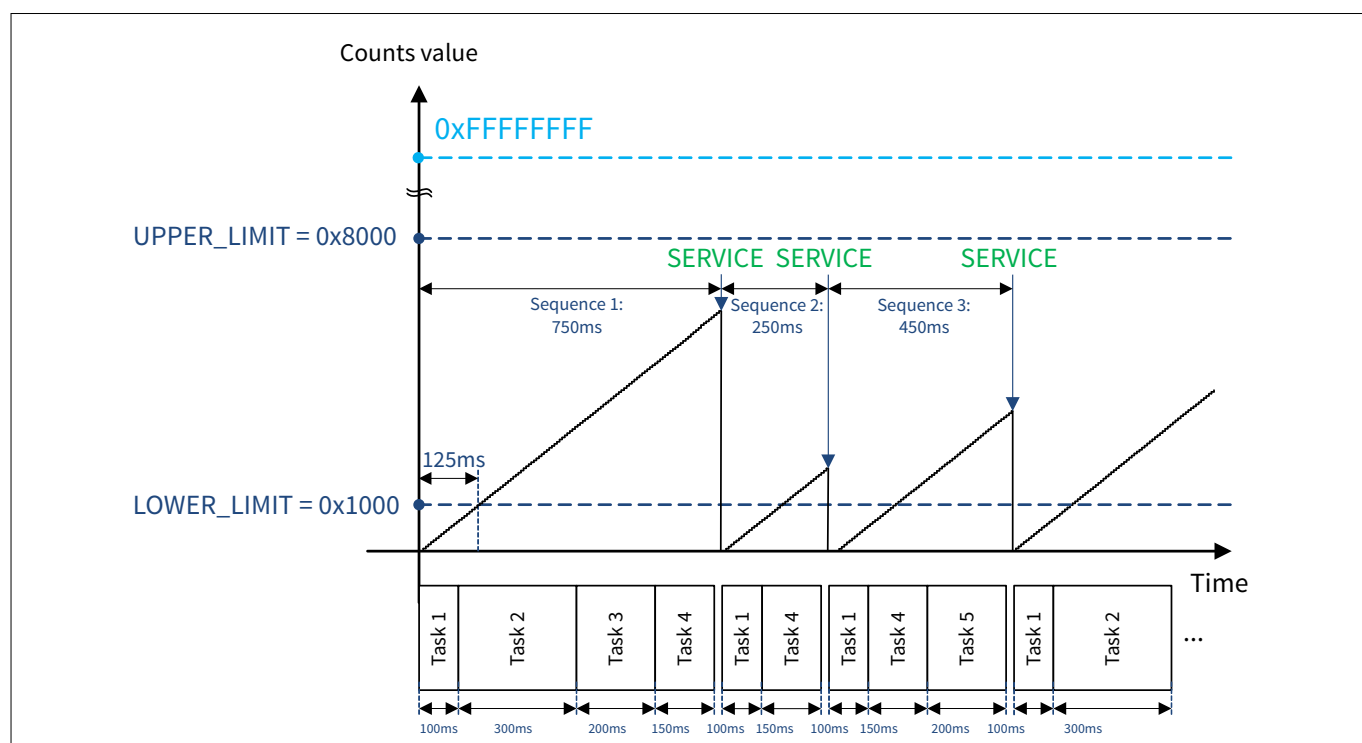 Counts value
0xFFFFFFFF
UPPER_LIMIT = 0x8000
SERVICE SERVICE SERVICE
Sequence 1:
750ms
Sequence 2:
250ms
Sequence 3:
450ms
125ms
LOWER_LIMIT = 0x1000
Time
Task 1
Task 2
Task 3
Task 4
Task 1
Task 4
Task 1
Task 4
Task 5
Task 1
Task 2
...
100ms 300ms 200ms 150ms 100ms 150ms 100ms 150ms 200ms 100ms 300ms